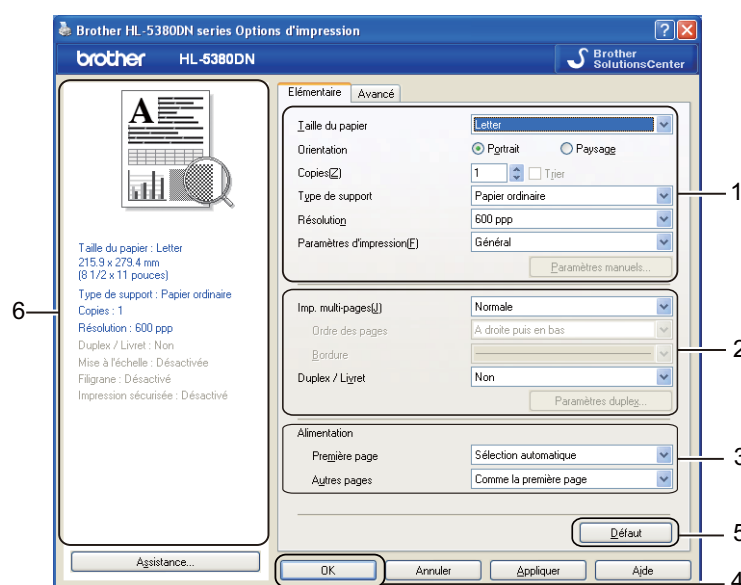 Brother HL-5380DN series Options d'impression
brother HL-5380DN
Brother
SolutionsCenter
Elémentaire Avancé
Taille du papier Letter
Orientation Portrait Paysage
Copies(Z) 1 Trier
Type de support Papier ordinaire
Résolution 600 ppp
Paramètres d'impression(F) Général
Paramètres manuels...
1
Imp. multi-pages(J) Normale
Ordre des pages A droite puis en bas
Bordure
Duplex / Livret Non
Paramètres duplex...
2
Alimentation
Première page Sélection automatique
Autres pages Comme la première page
3
Défaut
5
A
Taille du papier : Letter
215.9 x 279.4 mm
(8 1/2 x 11 pouces)
Type de support : Papier ordinaire
Copies : 1
Résolution : 600 ppp
Duplex / Livret : Non
Mise à l'échelle : Désactivée
Filigrane : Désactivé
Impression sécurisée : Désactivé
6
Assistance...
OK Annuler Appliquer Aide
4